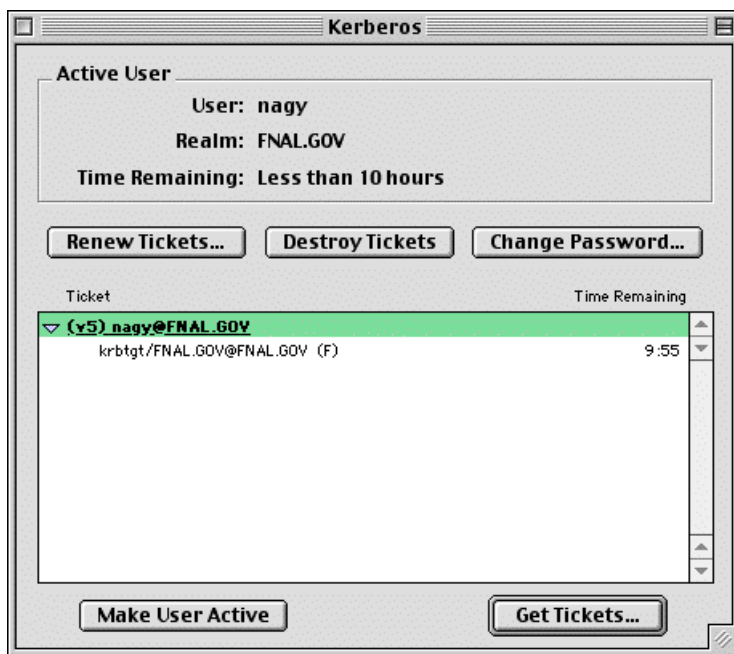 Kerberos
Active User
User: nagy
Realm: FNAL.GOV
Time Remaining: Less than 10 hours
Renew Tickets... Destroy Tickets Change Password...
Ticket Time Remaining
(v5) nagy@FNAL.GOV
krbtgt/FNAL.GOV@FNAL.GOV (F) 9:55
Make User Active Get Tickets...